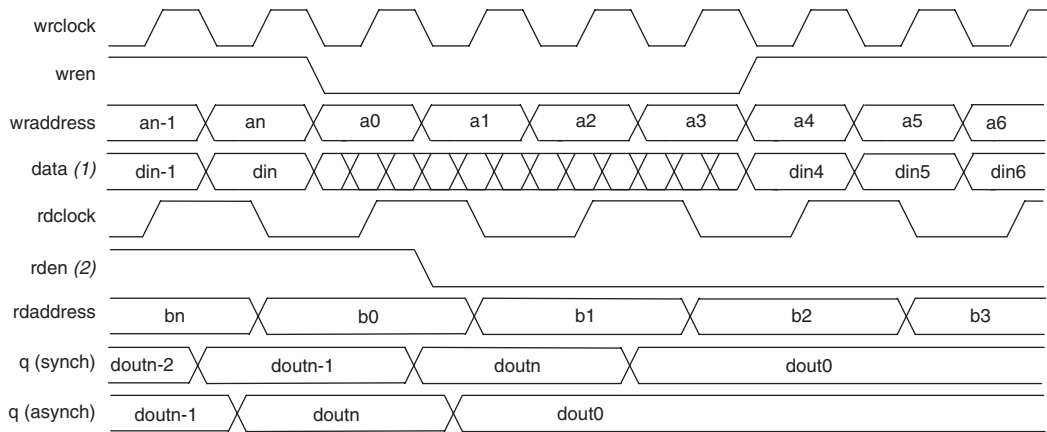 wrclock
wren
wraddress an-1 an a0 a1 a2 a3 a4 a5 a6
data (1) din-1 din din4 din5 din6
rdclock
rden (2)
rdaddress bn b0 b1 b2 b3
q (synch) doutn-2 doutn-1 doutn dout0
q (asynch) doutn-1 doutn dout0